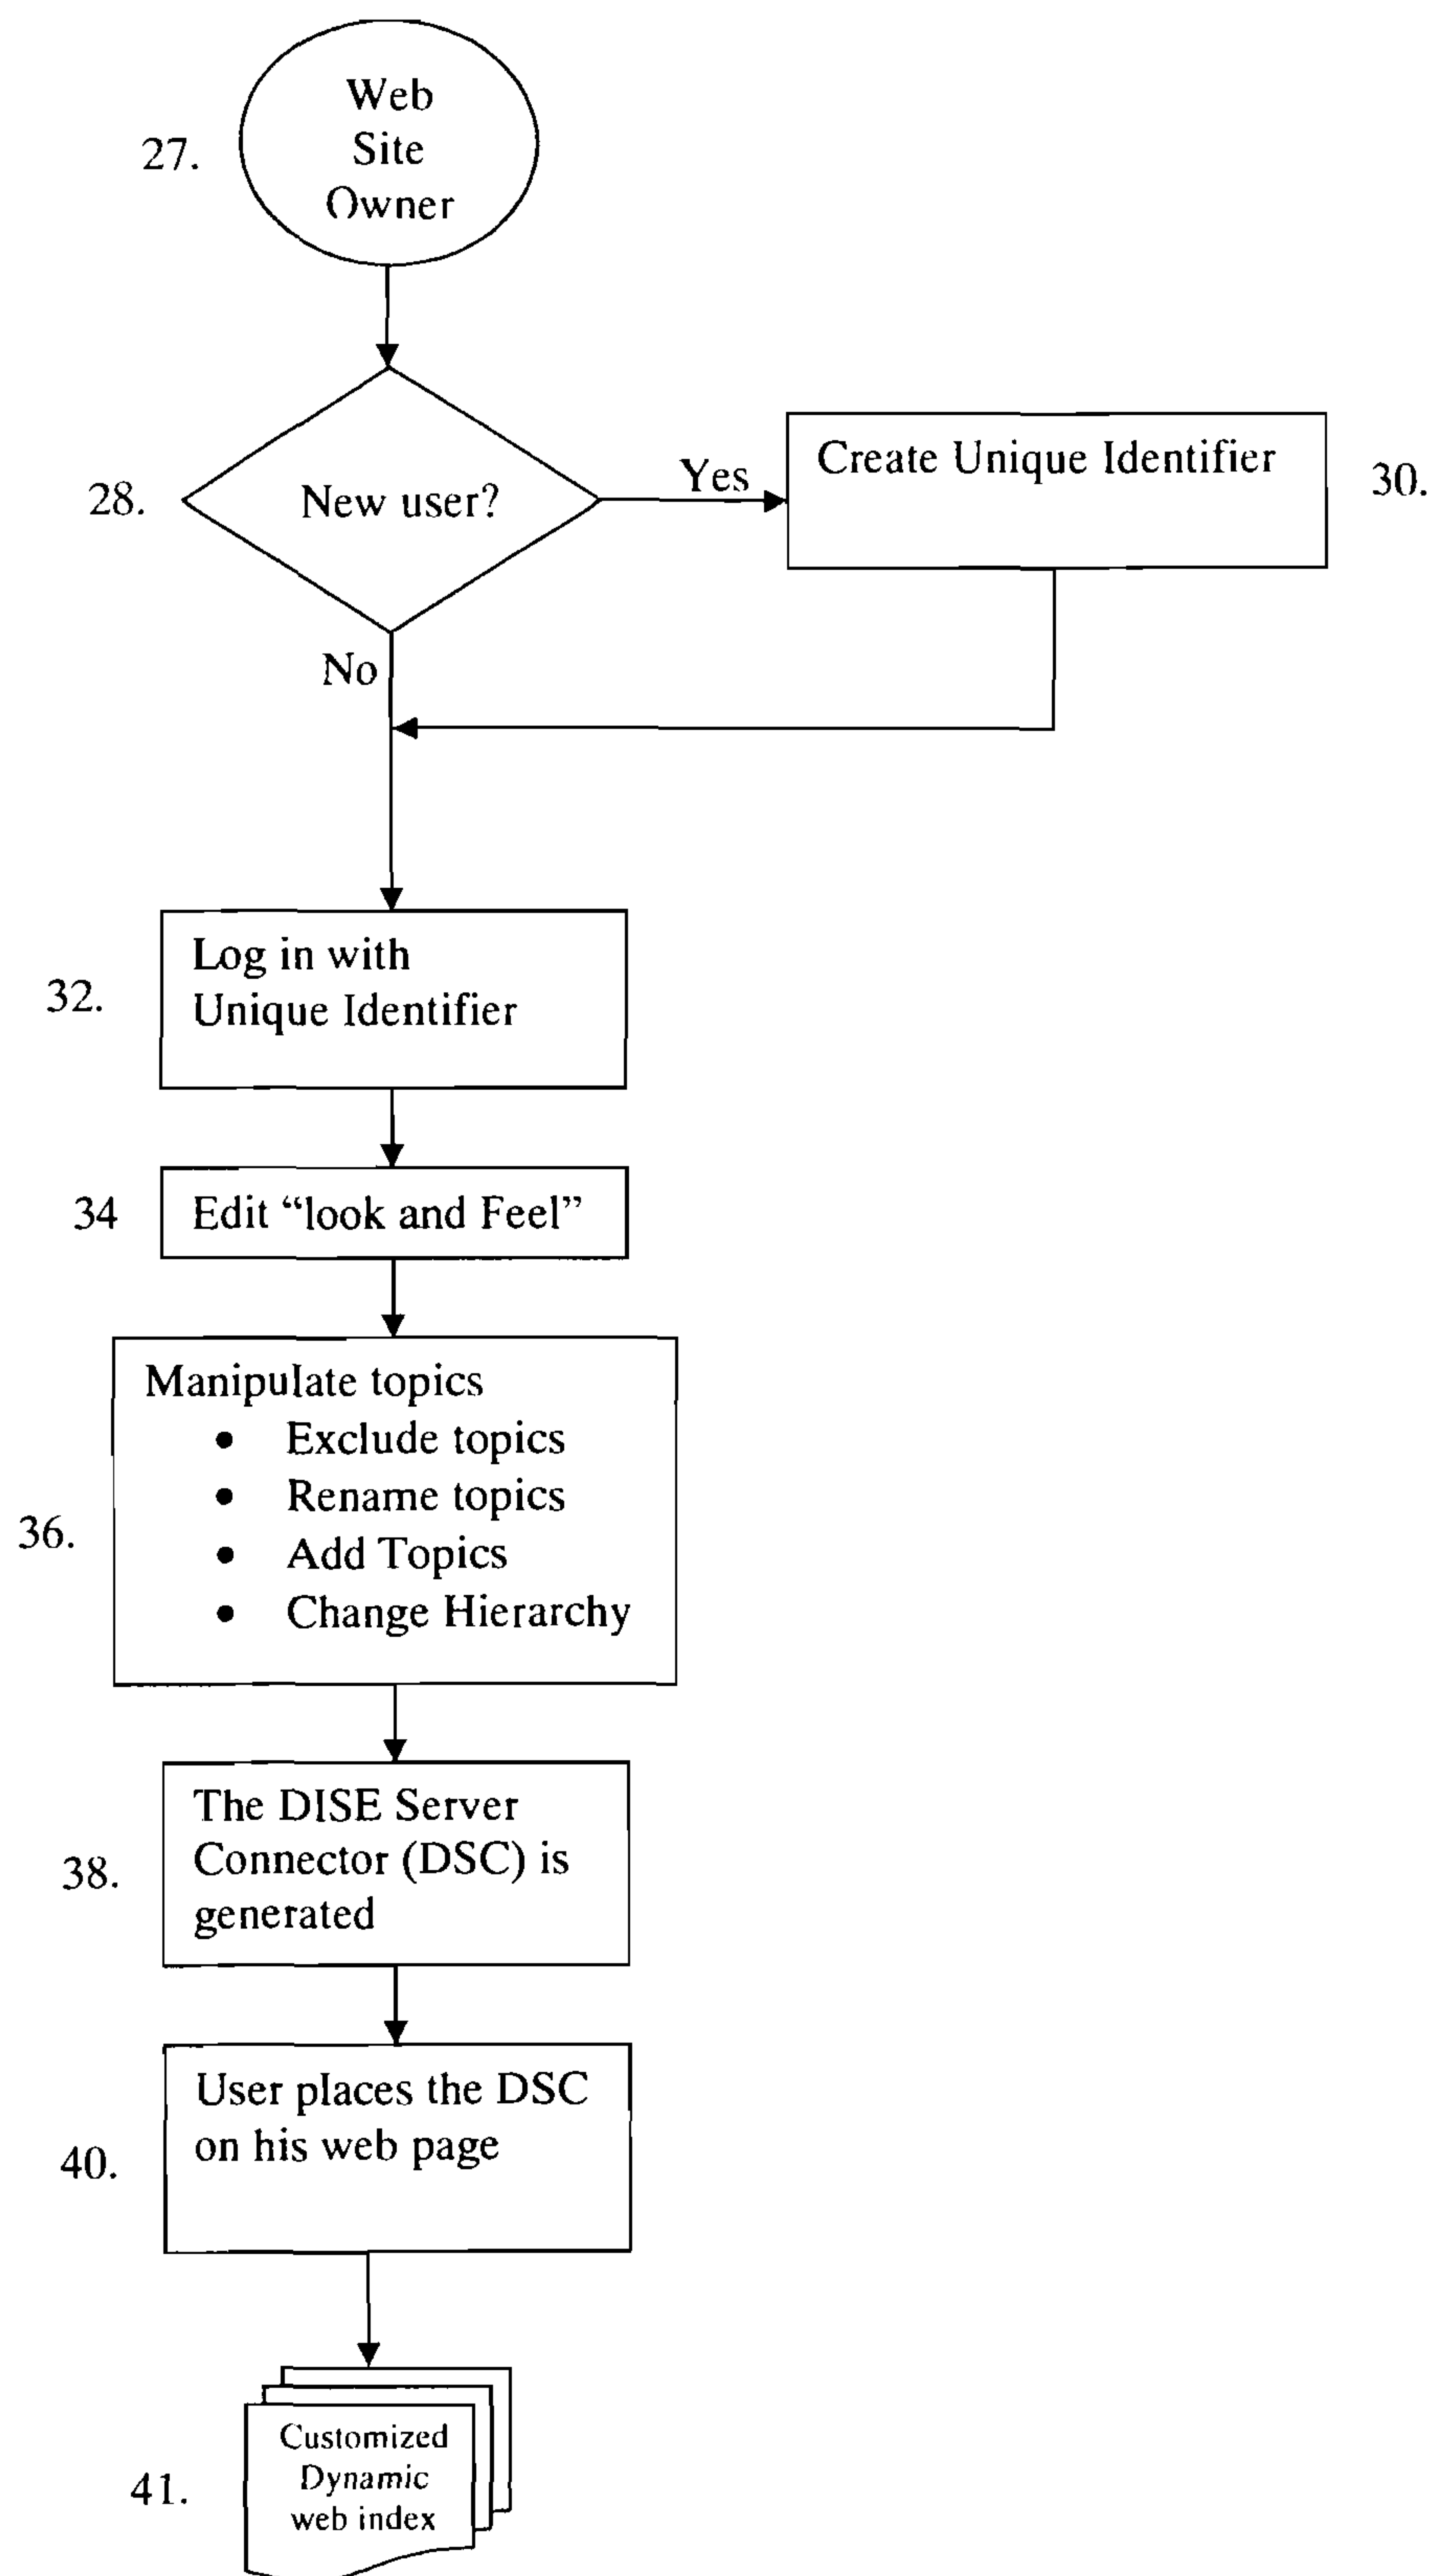 Web
Site
Owner
27.
28.
New user?
Yes
Create Unique Identifier
30.
No
32.
Log in with
Unique Identifier
34
Edit “look and Feel”
Manipulate topics
• Exclude topics
• Rename topics
36.
• Add Topics
• Change Hierarchy
The DISE Server
Connector (DSC) is
generated
38.
User places the DSC
on his web page
40.
Customized
Dynamic
web index
41.